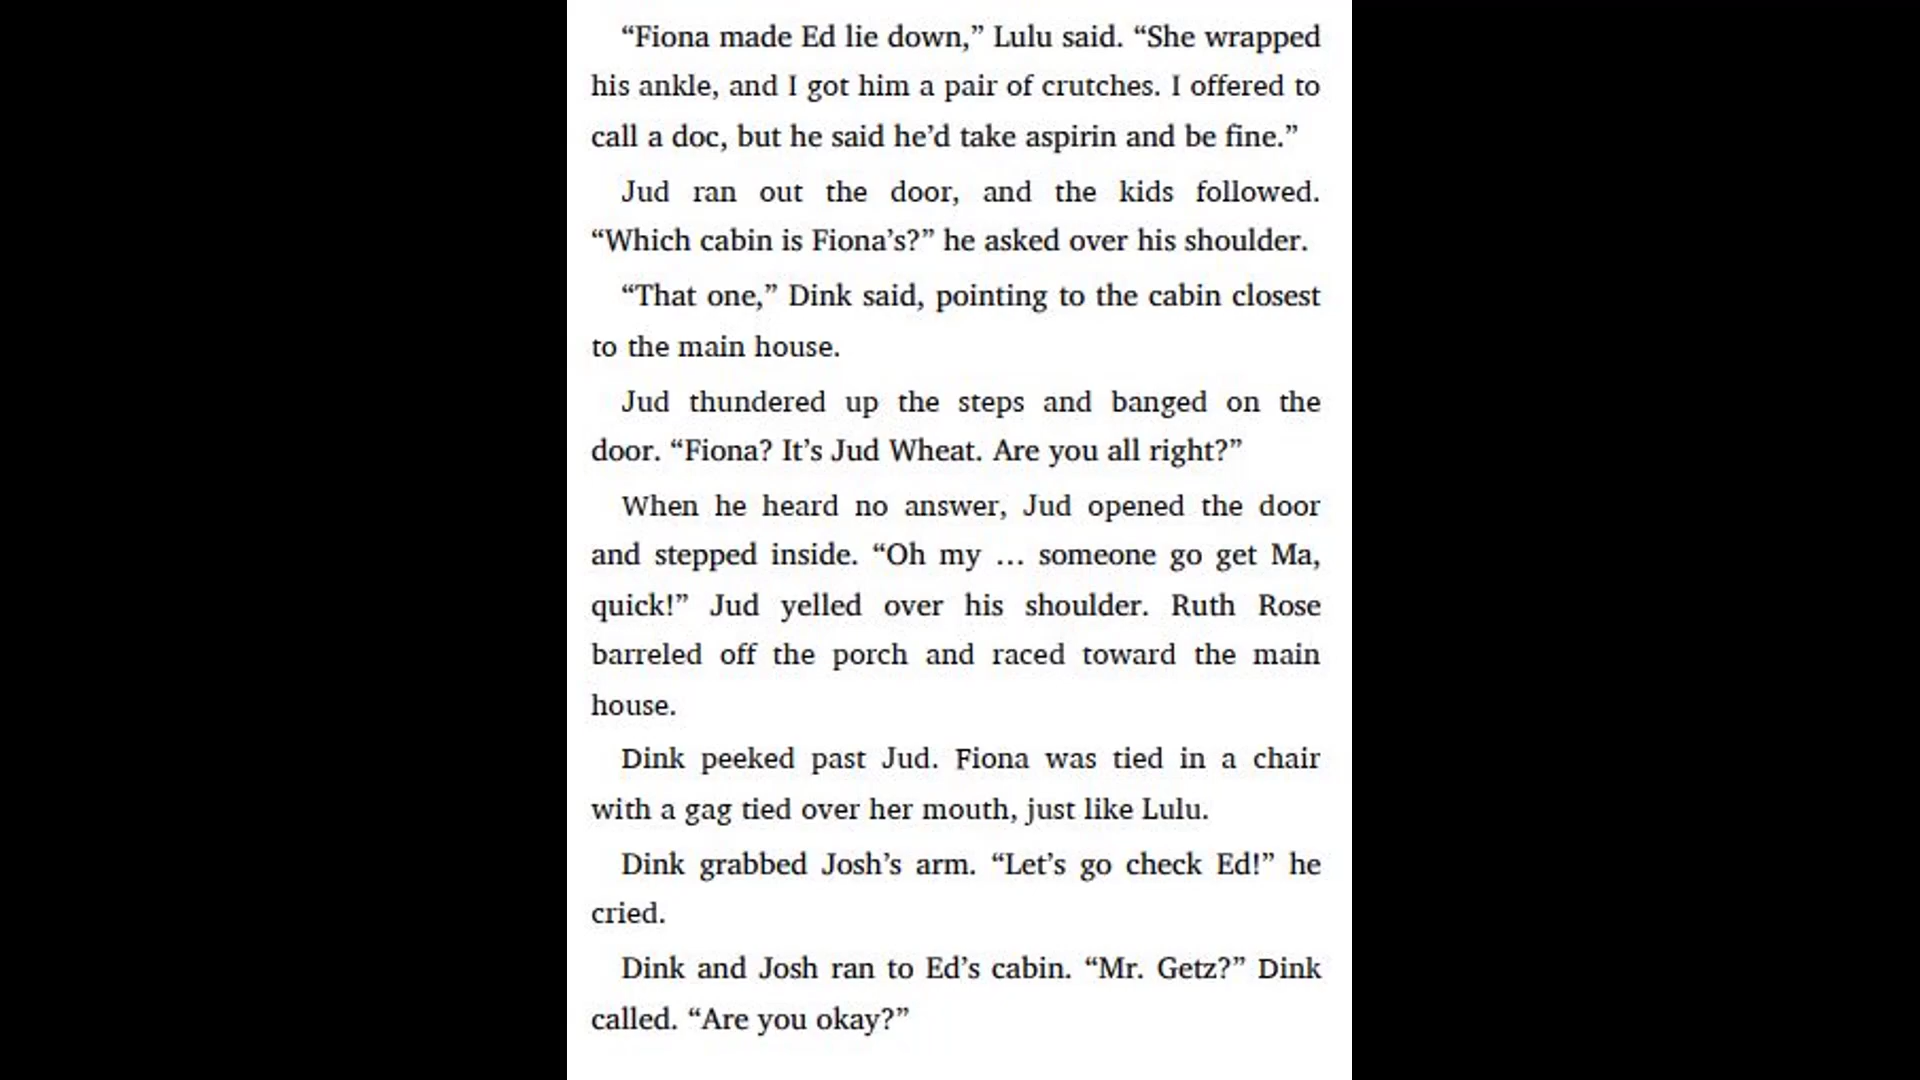 “Fiona made Ed lie down,” Lulu said. “She wrapped
his ankle, and I got him a pair of crutches. I offered to
call a doc, but he said he’d take aspirin and be fine.”
Jud ran out the door, and the kids followed.
“Which cabin is Fiona’s?” he asked over his shoulder.
“That one,” Dink said, pointing to the cabin closest
to the main house.
Jud thundered up the steps and banged on the
door. “Fiona? It’s Jud Wheat. Are you all right?”
When he heard no answer, Jud opened the door
and stepped inside. “Oh my … someone go get Ma,
quick!” Jud yelled over his shoulder. Ruth Rose
barreled off the porch and raced toward the main
house.
Dink peeked past Jud. Fiona was tied in a chair
with a gag tied over her mouth, just like Lulu.
Dink grabbed Josh’s arm. “Let’s go check Ed!” he
cried.
Dink and Josh ran to Ed’s cabin. “Mr. Getz?” Dink
called. “Are you okay?”